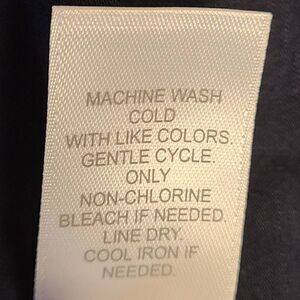 MACHINE WASH
COLD
WITH LIKE COLORS.
GENTLE CYCLE.
ONLY
NON-CHLORINE
BLEACH IF NEEDED.
LINE DRY.
COOL IRON IF
NEEDED.